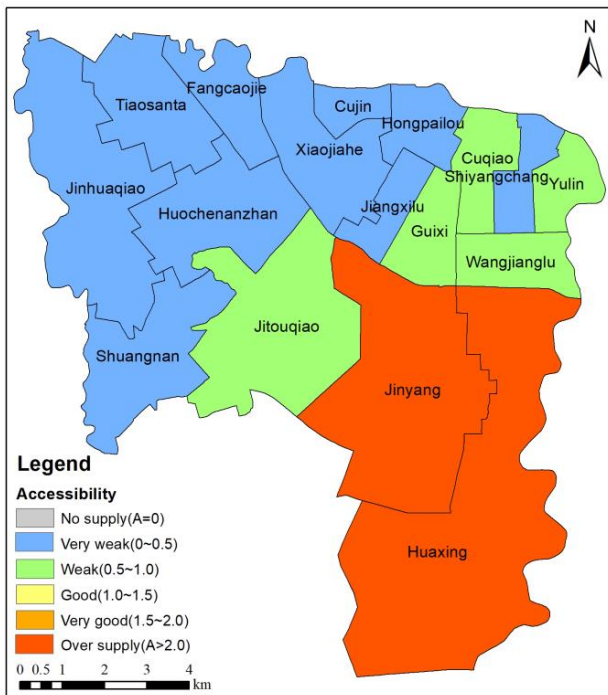 N
Fangcaojie
Tiaosanta
Cujin
Hongpailou
Xiaojiahe
Cuqiao
Shiyangchang
Yulin
Jinhuaqiao
Huochenanzhan
Jiangxilu
Guixi
Wangjianglu
Jitouqiao
Shuangnan
Jinyang
Huaxing
Legend
Accessibility
No supply(A=0)
Very weak(0~0.5)
Weak(0.5~1.0)
Good(1.0~1.5)
Very good(1.5~2.0)
Over supply(A>2.0)
0 0.5 1 2 3 4
km